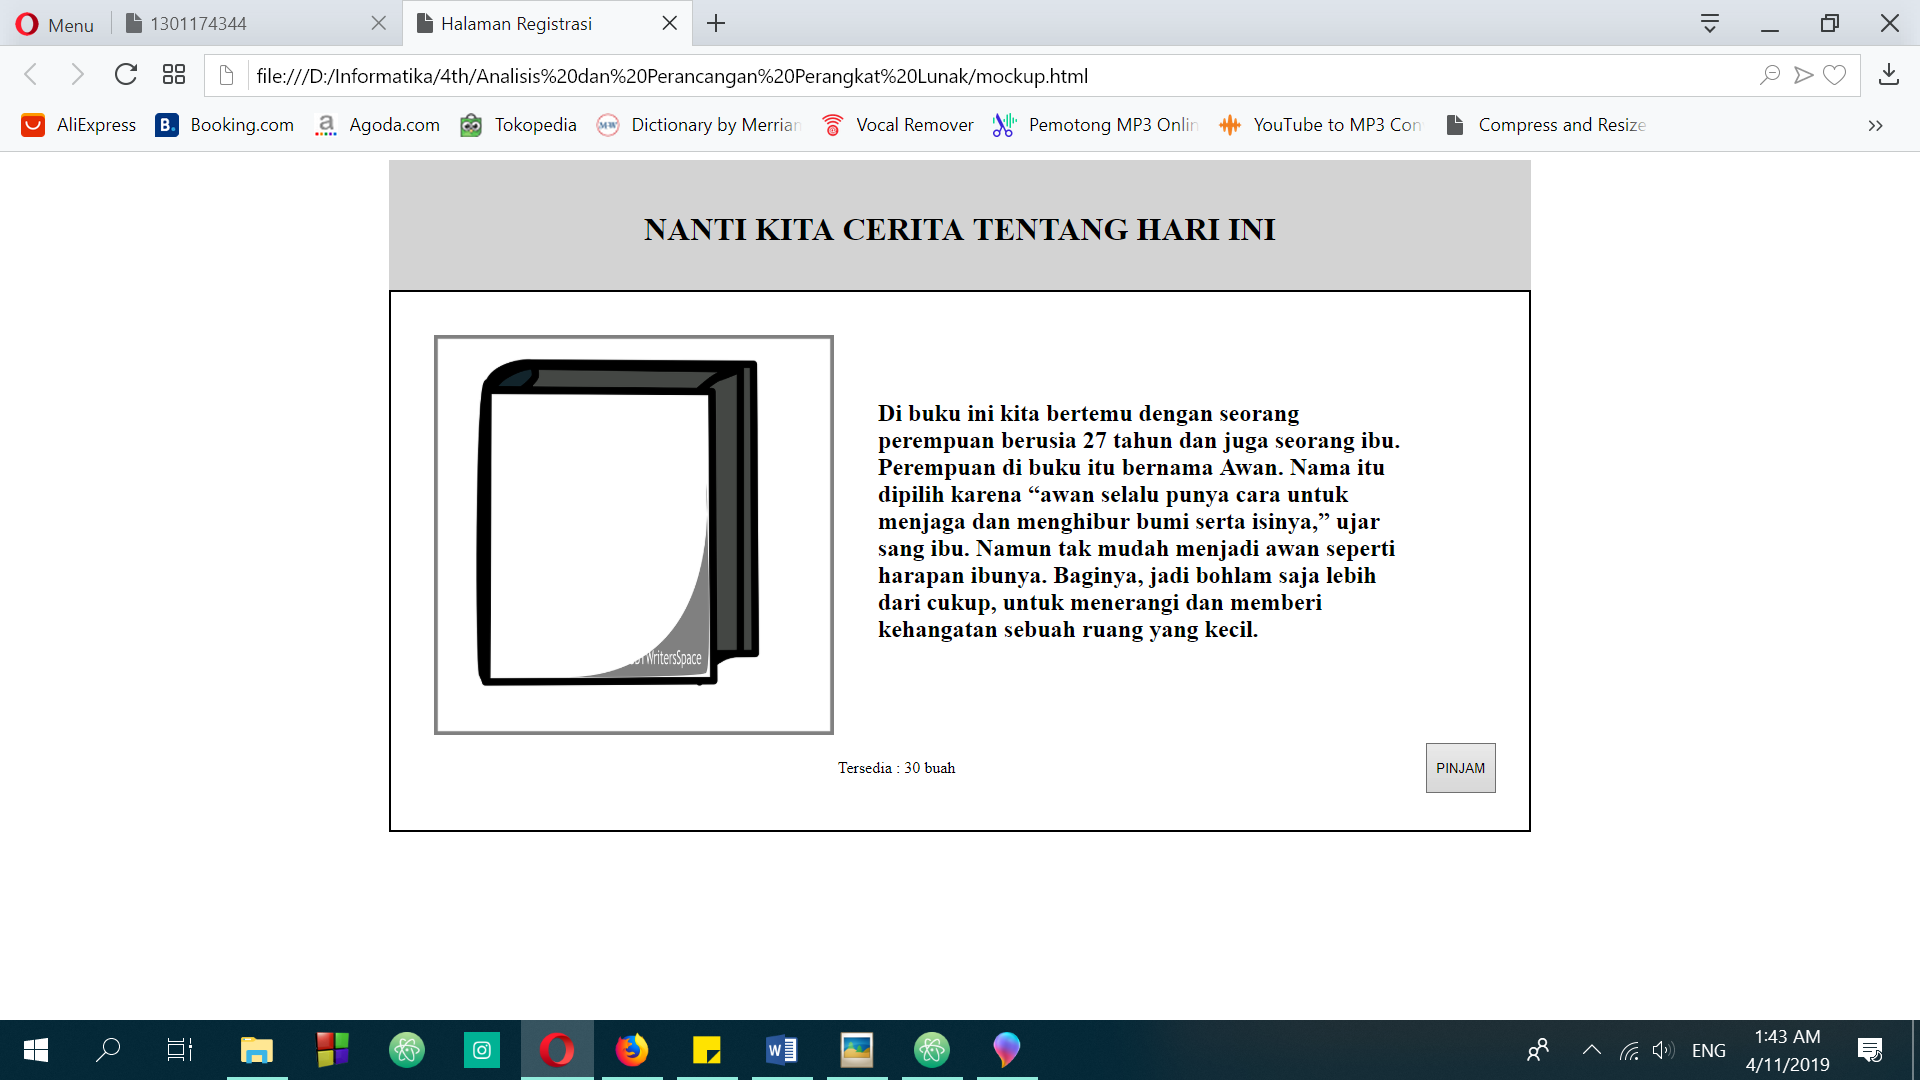 Menu
1301174344
Halaman Registrasi
file:///D:/Informatika/4th/Analisis%20dan%20Perancangan%20Perangkat%20Lunak/mockup.html
AliExpress
Booking.com
Agoda.com
Tokopedia
Dictionary by Merrian
Vocal Remover
Pemotong MP3 Onlin
YouTube to MP3 Con
Compress and Resize
NANTI KITA CERITA TENTANG HARI INI
Di buku ini kita bertemu dengan seorang
perempuan berusia 27 tahun dan juga seorang ibu.
Perempuan di buku itu bernama Awan. Nama itu
dipilih karena “awan selalu punya cara untuk
menjaga dan menghibur bumi serta isinya,” ujar
sang ibu. Namun tak mudah menjadi awan seperti
harapan ibunya. Baginya, jadi bohlam saja lebih
dari cukup, untuk menerangi dan memberi
kehangatan sebuah ruang yang kecil.
WritersSpace
Tersedia : 30 buah
PINJAM
ENG
1:43 AM
4/11/2019